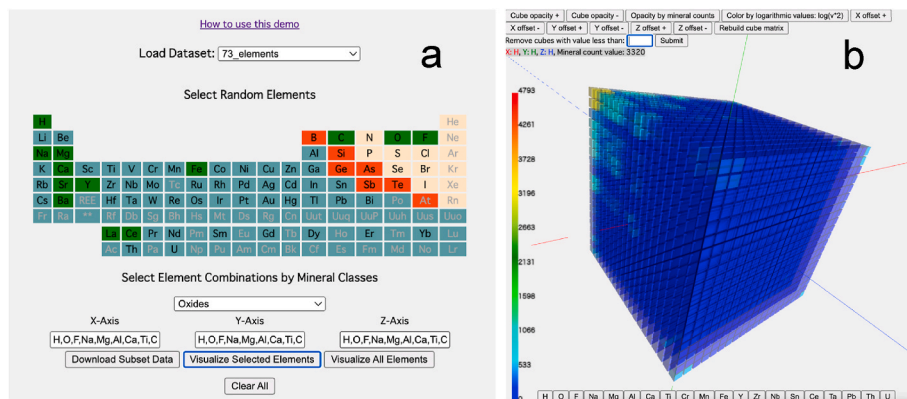 How to use this demo
Load Dataset: 73_elements
a
Select Random Elements
H He
Li Be B C N O F Ne
Na Mg Al Si P S Cl Ar
K Ca Sc Ti V Cr Mn Fe Co Ni Cu Zn Ga Ge As Se Br Kr
Rb Sr Y Zr Nb Mo Tc Ru Rh Pd Ag Cd In Sn Sb Te I Xe
Cs Ba REE Hf Ta W Re Os Ir Pt Au Hg Tl Pb Bi Po At Rn
Fr Ra ** Rf Db Sg Bh Hs Mt Ds Rg Cn Uut Uuq UuP Uuh Uus Uuo
La Ce Pr Nd Pm Sm Eu Gd Tb Dy Ho Er Tm Yb Lu
Ac Th Pa U Np Pu Am Cm Bk Cf Es Fm Md No Lr
Select Element Combinations by Mineral Classes
Oxides
X-Axis Y-Axis Z-Axis
H,O,F,Na,Mg,Al,Ca,Ti,C H,O,F,Na,Mg,Al,Ca,Ti,C H,O,F,Na,Mg,Al,Ca,Ti,C
Download Subset Data Visualize Selected Elements Visualize All Elements
Clear All
Cube opacity + Cube opacity - Opacity by mineral counts Color by logarithmic values: log(v^2) X offset +
X offset - Y offset + Y offset - Z offset + Z offset - Rebuild cube matrix
Remove cubes with value less than: Submit
X: H, Y: H, Z: H, Mineral count value: 3320
b
4793
4261
3728
3196
2663
2131
1598
1066
533
H O F Na Mg Al Ca Ti Cr Mn Fe Y Zr Nb Sn Ce Ta Pb Th U